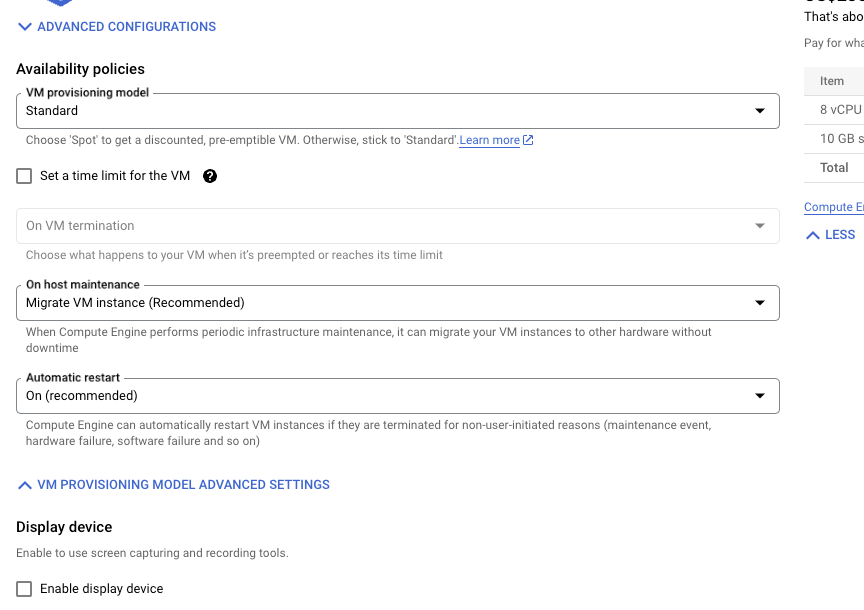 ADVANCED CONFIGURATIONS
Availability policies
VM provisioning model
Standard
Choose 'Spot' to get a discounted, pre-emptible VM. Otherwise, stick to 'Standard'.Learn more
Set a time limit for the VM
On VM termination
Choose what happens to your VM when it's preempted or reaches its time limit
On host maintenance
Migrate VM instance (Recommended)
When Compute Engine performs periodic infrastructure maintenance, it can migrate your VM instances to other hardware without
downtime
Automatic restart
On (recommended)
Compute Engine can automatically restart VM instances if they are terminated for non-user-initiated reasons (maintenance event,
hardware failure, software failure and so on)
VM PROVISIONING MODEL ADVANCED SETTINGS
Display device
Enable to use screen capturing and recording tools.
Enable display device
That's abo
Pay for wha
Item
8 vCPU
10 GB s
Total
Compute E
LESS